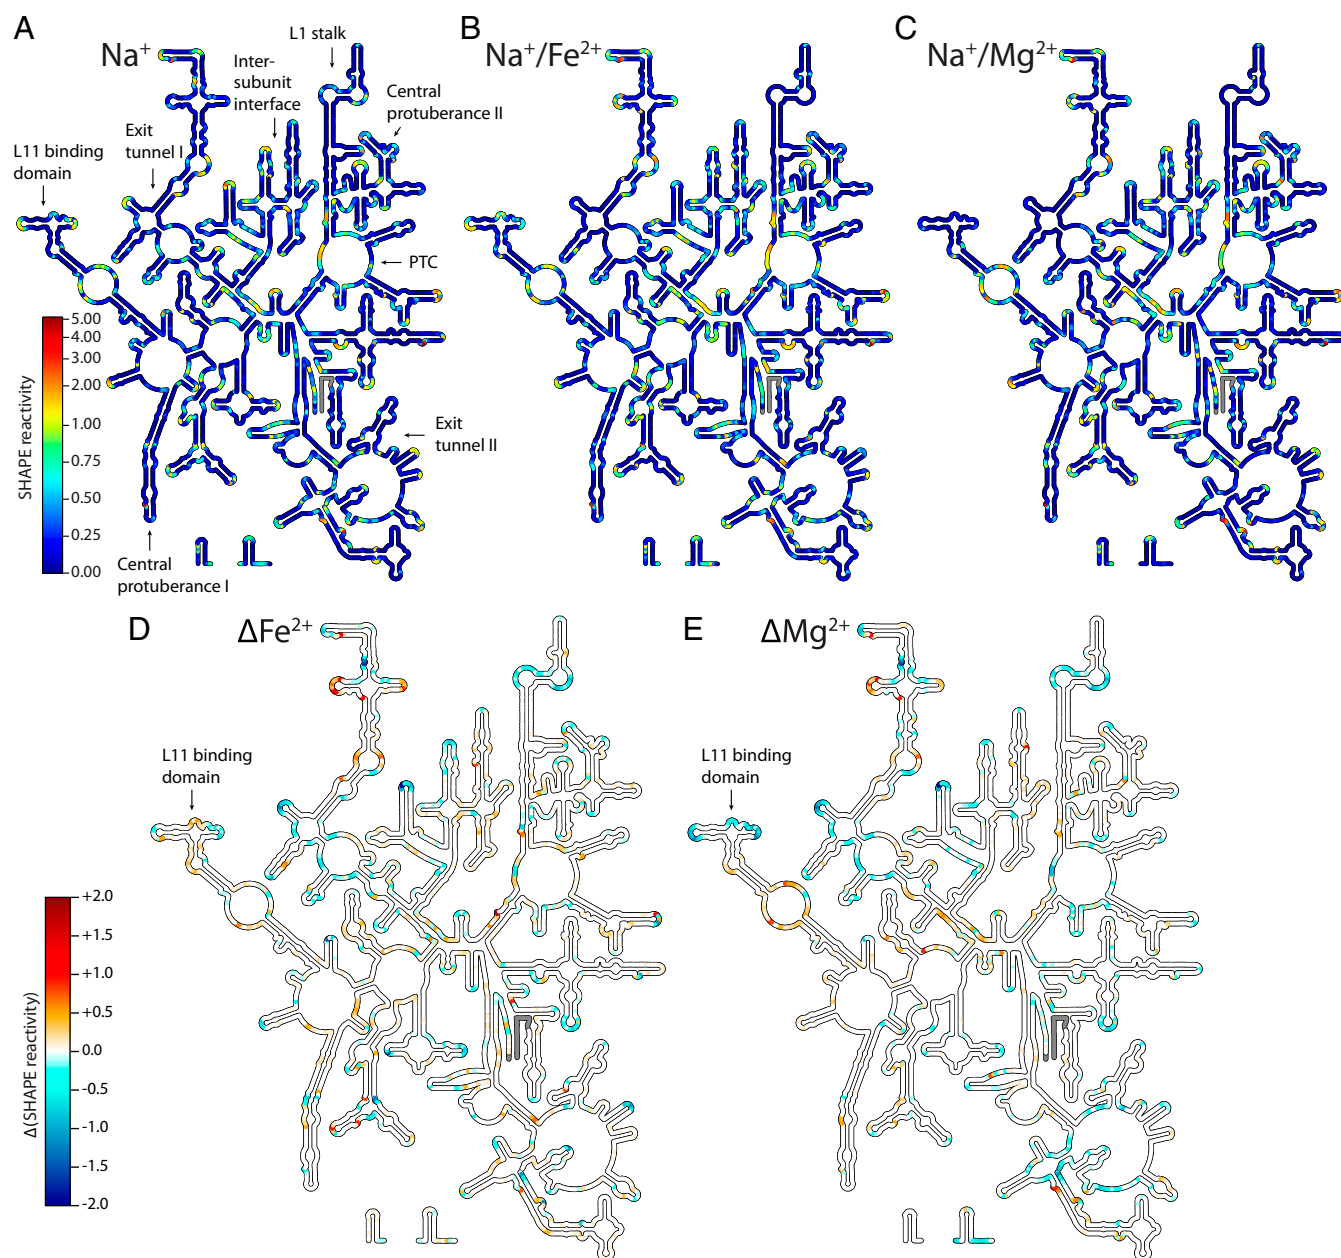 A
Na⁺
L1 stalk
Inter-
subunit
interface
Central
protuberance II
Exit
tunnel I
L11 binding
domain
PTC
Exit
tunnel II
Central
protuberance I
SHAPE reactivity
5.00
4.00
3.00
2.00
1.00
0.75
0.50
0.25
0.00
B
Na⁺/Fe²⁺
C
Na⁺/Mg²⁺
D
ΔFe²⁺
L11 binding
domain
Δ(SHAPE reactivity)
+2.0
+1.5
+1.0
+0.5
0.0
-0.5
-1.0
-1.5
-2.0
E
ΔMg²⁺
L11 binding
domain